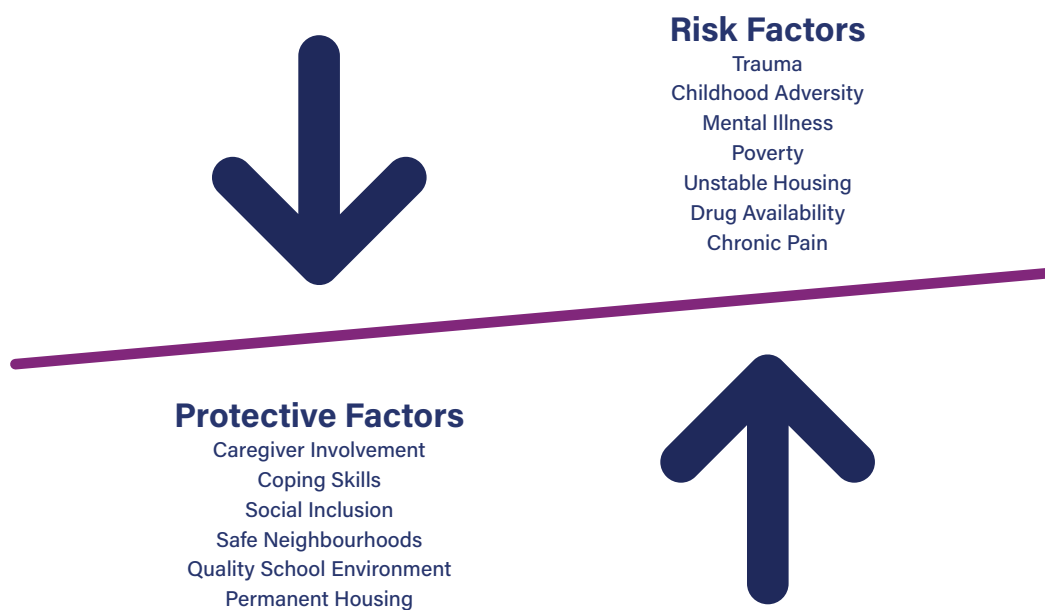 Risk Factors
Trauma
Childhood Adversity
Mental Illness
Poverty
Unstable Housing
Drug Availability
Chronic Pain
Protective Factors
Caregiver Involvement
Coping Skills
Social Inclusion
Safe Neighbourhoods
Quality School Environment
Permanent Housing